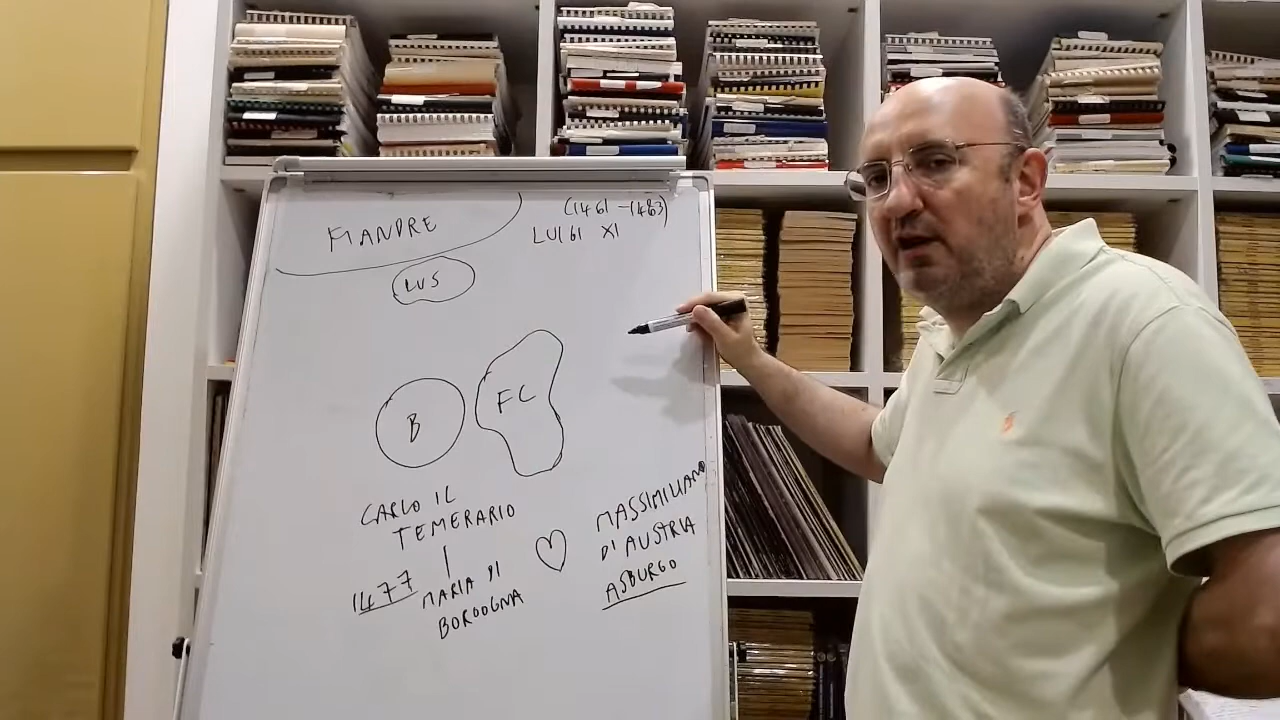 FIANDRE
(1461-1483)
LUIGI XI
LUS
B
FC
CARLO IL
TEMERARIO
1477
MARIA DI
BORGOGNA
MASSIMILIANO
D'AUSTRIA
ASBURGO